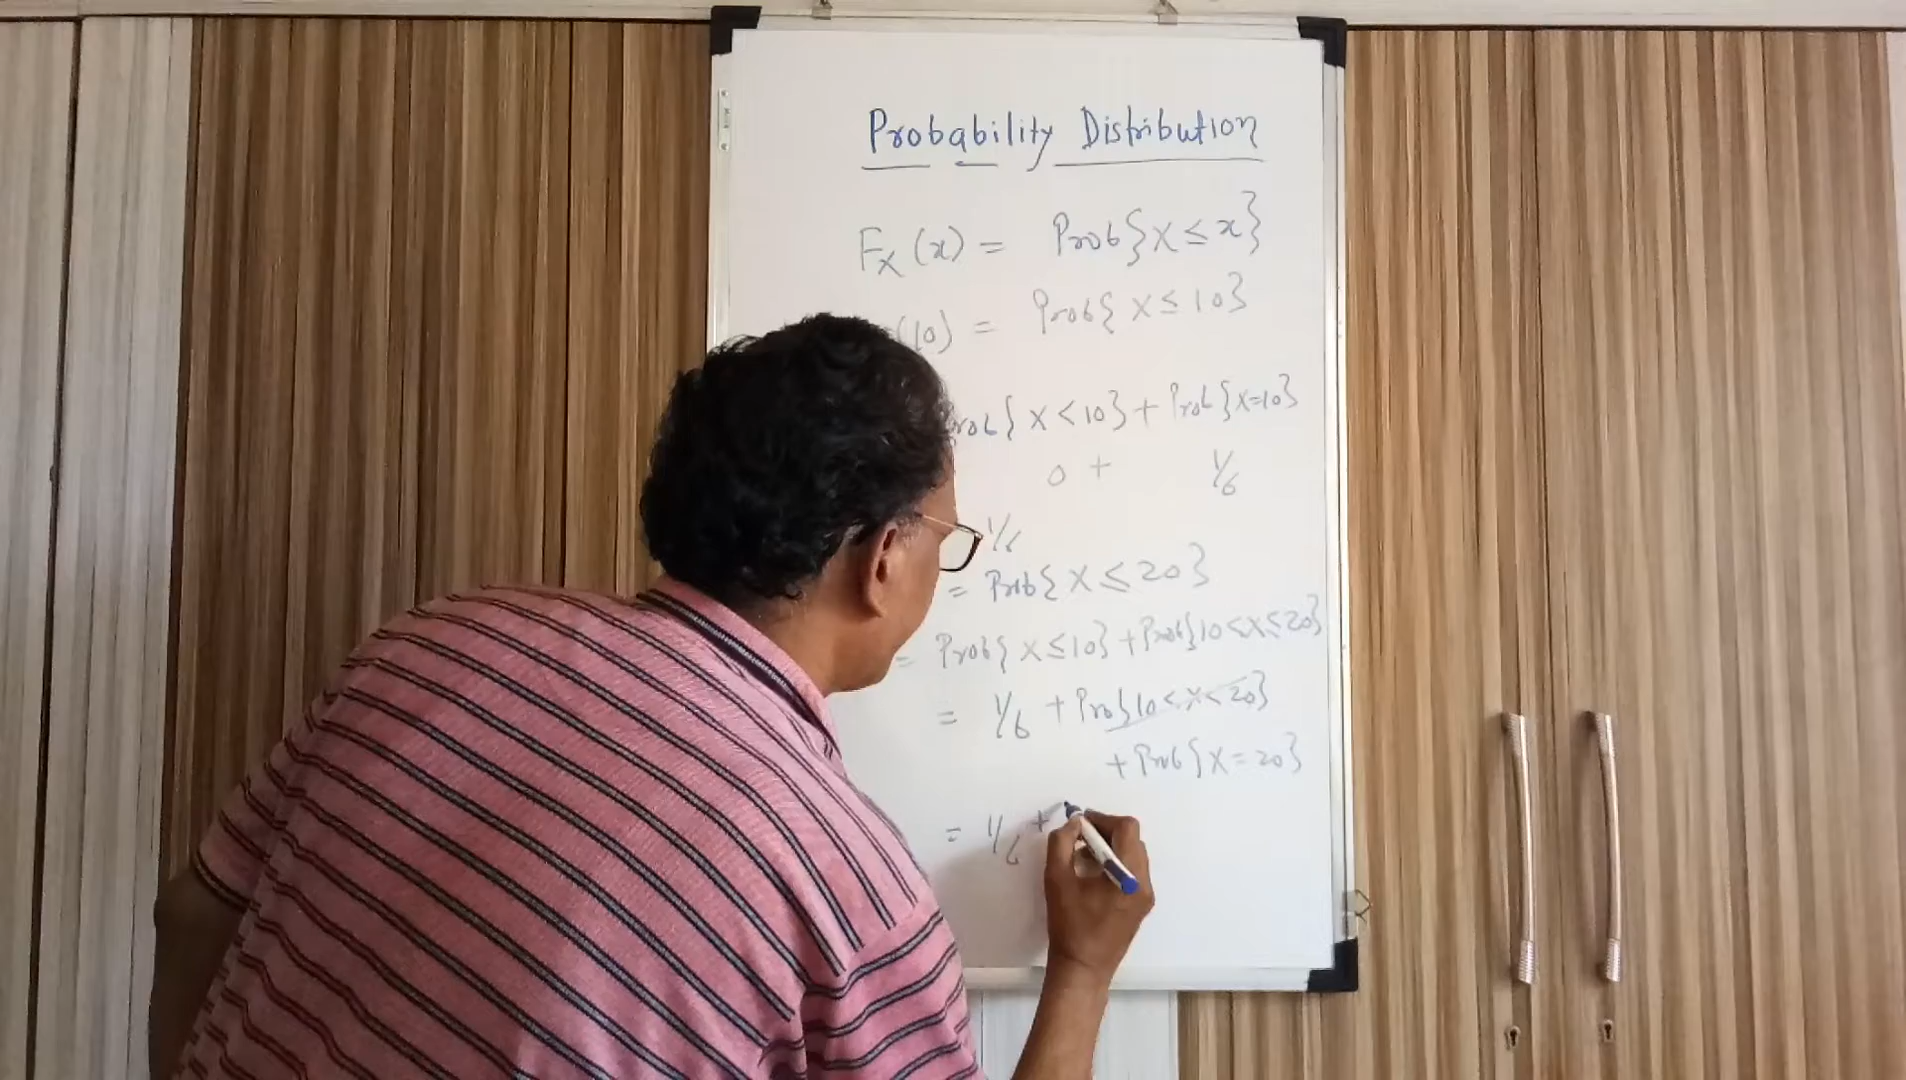 Probability Distribution
Fx (x) = Prob{X ≤ x}
(10) = Prob{ X ≤ 10}
Prob{ X < 10} + Prob{X=10}
0 + 1/6
1/6
= Prob{ X ≤ 20}
= Prob{ X ≤ 10} + Prob{10 < X ≤ 20}
= 1/6 + Prob{10 < X < 20}
+ Prob{X = 20}
= 1/6 +